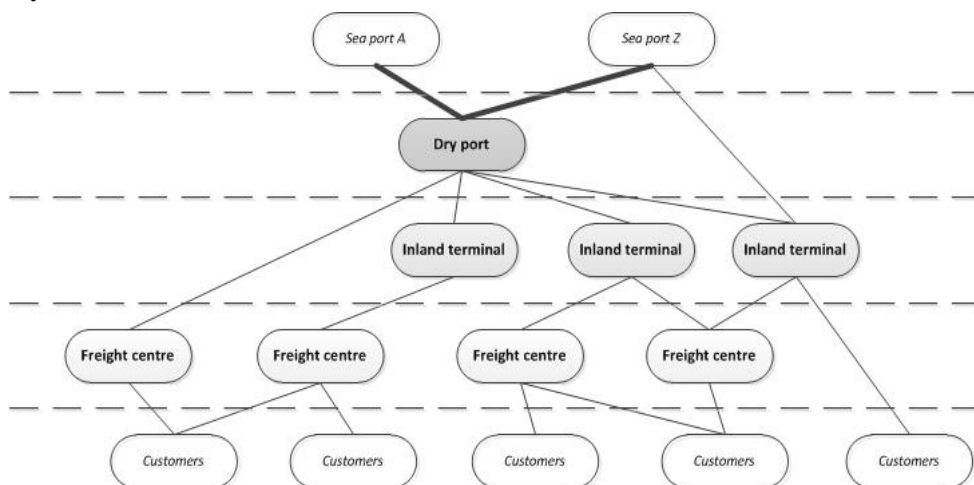 Sea port A
Sea port Z
Dry port
Inland terminal
Inland terminal
Inland terminal
Freight centre
Freight centre
Freight centre
Freight centre
Customers
Customers
Customers
Customers
Customers